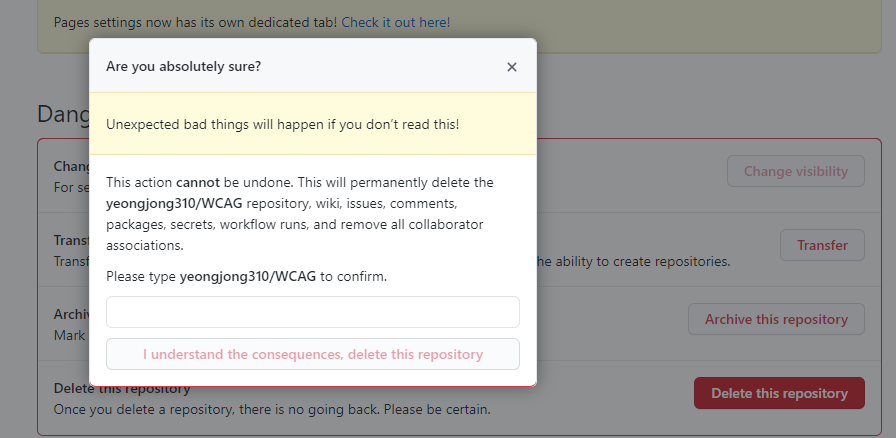 Pages settings now has its own dedicated tab! Check it out here!
Are you absolutely sure?
Unexpected bad things will happen if you don't read this!
This action cannot be undone. This will permanently delete the
yeongjong310/WCAG repository, wiki, issues, comments,
packages, secrets, workflow runs, and remove all collaborator
associations.
Please type yeongjong310/WCAG to confirm.
I understand the consequences, delete this repository
Dang
Chang
For se
Change visibility
Transf
Transf he ability to create repositories.
Transfer
Archi
Mark
Archive this repository
Delete this repository
Once you delete a repository, there is no going back. Please be certain.
Delete this repository